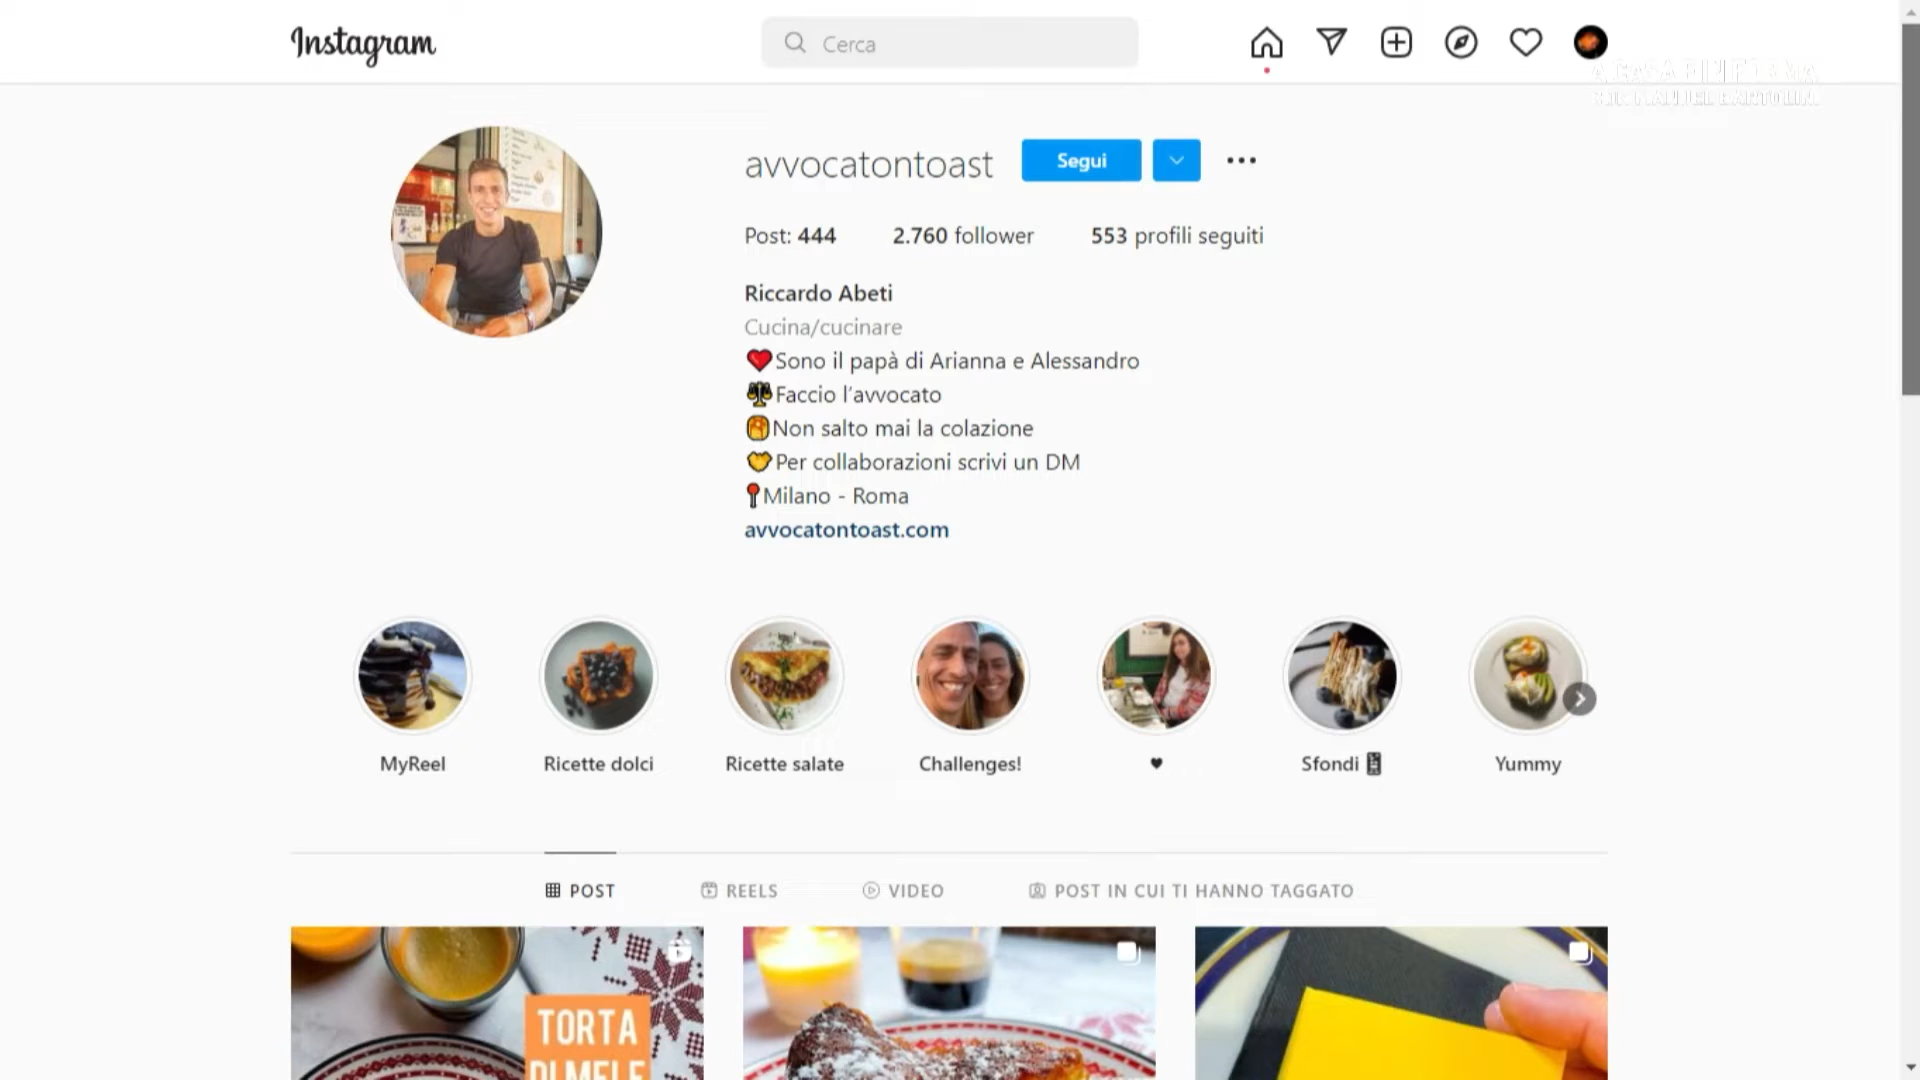 Instagram
Cerca
avvocatontoast
Segui
Post: 444
2.760 follower
553 profili seguiti
Riccardo Abeti
Cucina/cucinare
Sono il papà di Arianna e Alessandro
Faccio l'avvocato
Non salto mai la colazione
Per collaborazioni scrivi un DM
Milano - Roma
avvocatontoast.com
MyReel
Ricette dolci
Ricette salate
Challenges!
Sfondi
Yummy
POST
REELS
VIDEO
POST IN CUI TI HANNO TAGGATO
TORTA
DI MELE